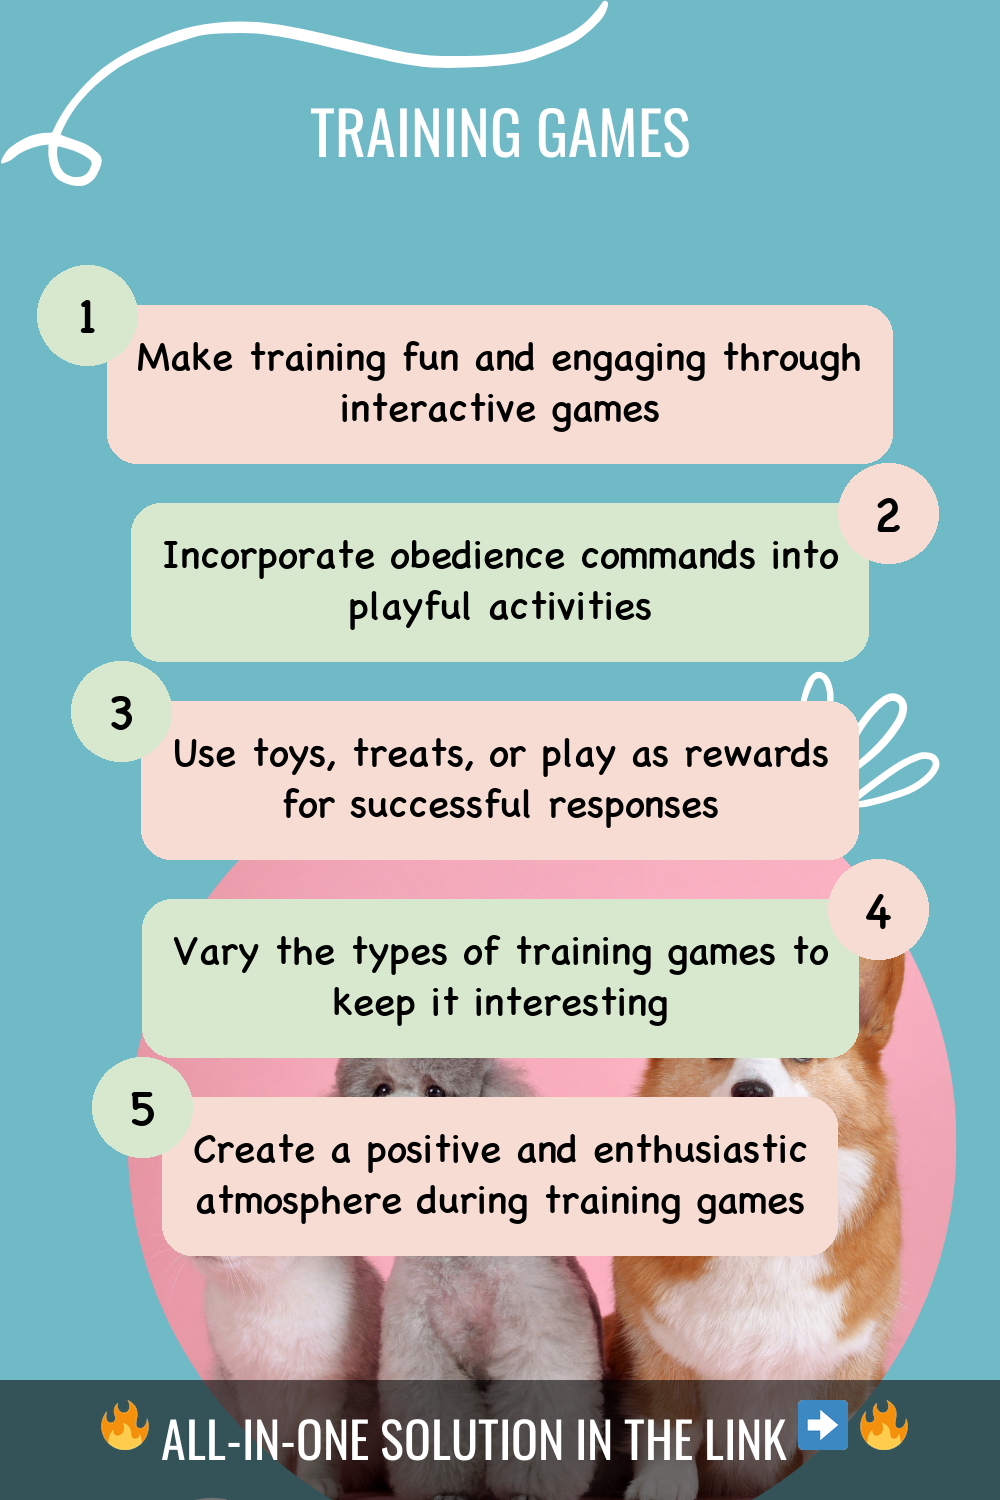 TRAINING GAMES
1
Make training fun and engaging through
interactive games
2
Incorporate obedience commands into
playful activities
3
Use toys, treats, or play as rewards
for successful responses
4
Vary the types of training games to
keep it interesting
5
Create a positive and enthusiastic
atmosphere during training games
🔥 ALL-IN-ONE SOLUTION IN THE LINK ➡️ 🔥